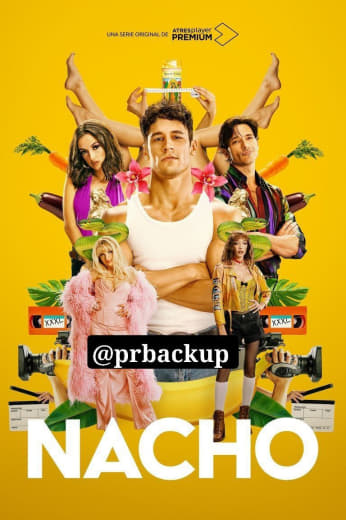 UNA SERIE ORIGINAL DE ATRESplayer
PREMIUM
XXXL
XXXL
@prbackup
NACHO